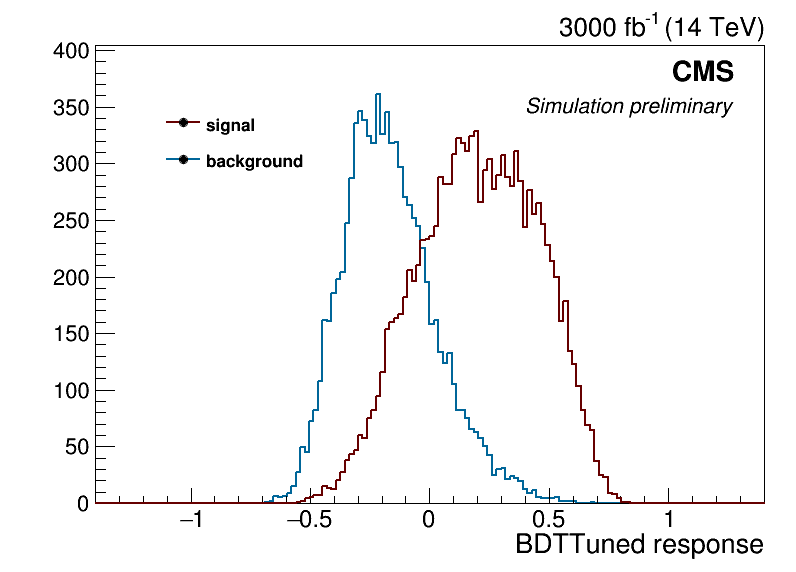 3000 fb⁻¹ (14 TeV)
CMS
Simulation preliminary
signal
background
400
350
300
250
200
150
100
50
0
−1
−0.5
0
0.5
1
BDTTuned response